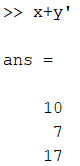 >> x+y'
ans =
10
7
17